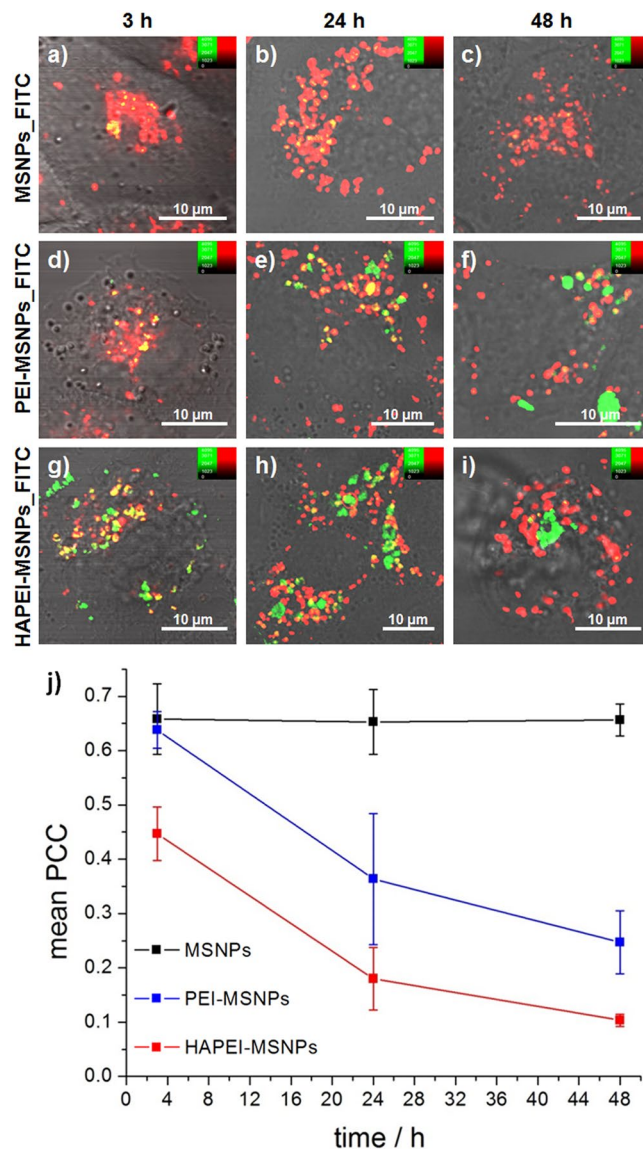 3 h 24 h 48 h
MSNPs_FITC
a) b) c)
10 µm 10 µm 10 µm
PEI-MSNPs_FITC
d) e) f)
10 µm 10 µm 10 µm
HAPEI-MSNPs_FITC
g) h) i)
10 µm 10 µm 10 µm
j)
mean PCC
0.7
0.6
0.5
0.4
0.3
0.2
0.1
0.0
MSNPs
PEI-MSNPs
HAPEI-MSNPs
0 4 8 12 16 20 24 28 32 36 40 44 48
time / h